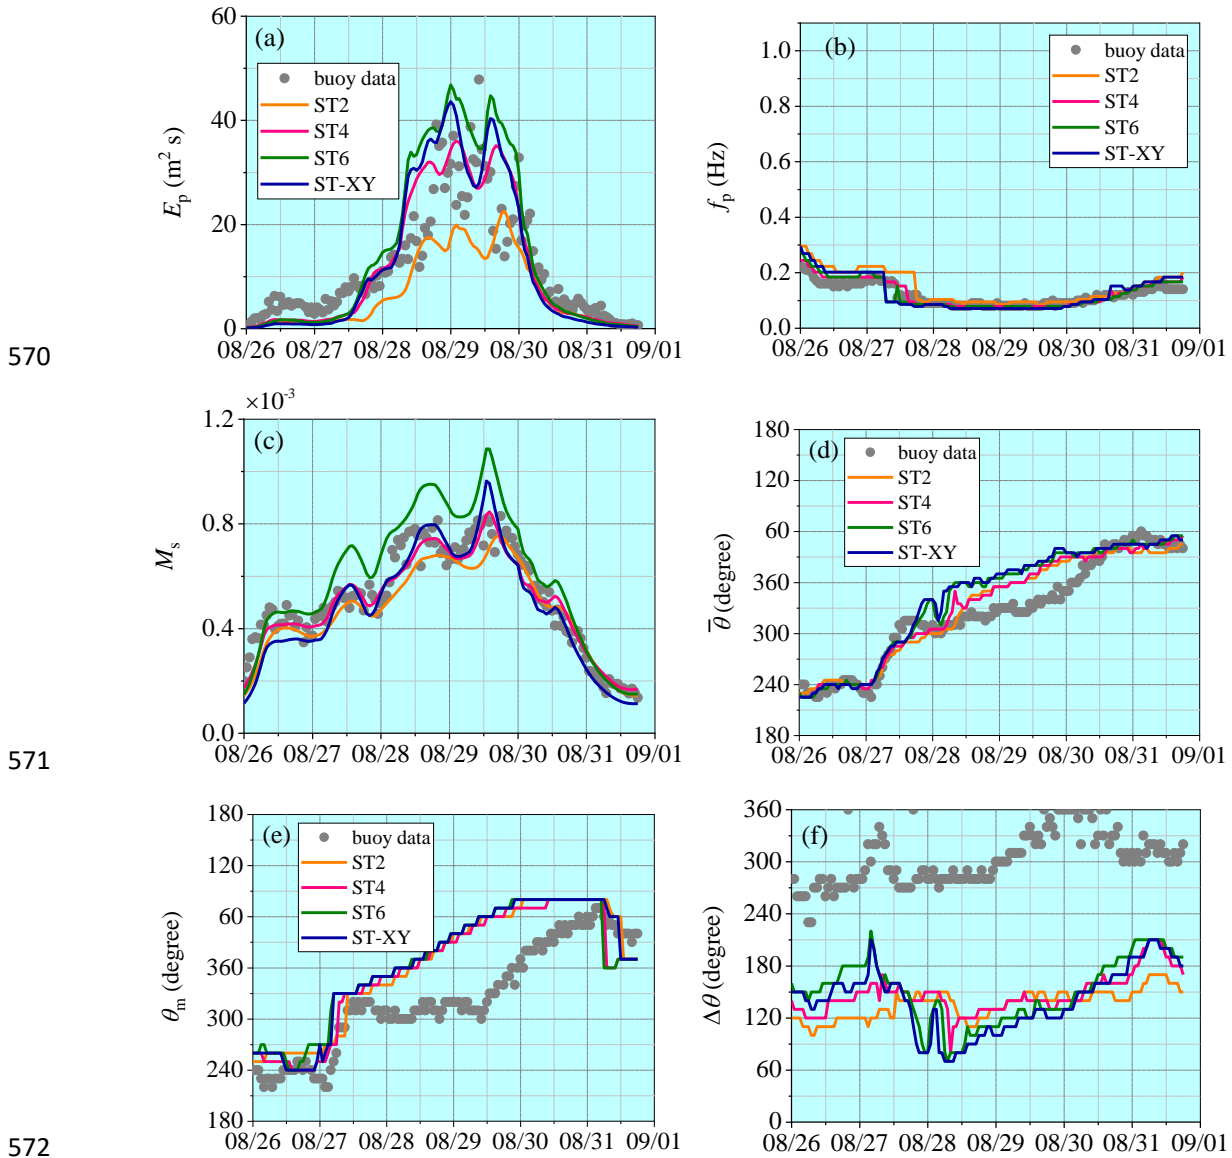 60
40
20
0
E_p (m² s)
(a)
buoy data
ST2
ST4
ST6
ST-XY
08/26 08/27 08/28 08/29 08/30 08/31 09/01
570
1.0
0.8
0.6
0.4
0.2
0.0
f_p (Hz)
(b)
buoy data
ST2
ST4
ST6
ST-XY
08/26 08/27 08/28 08/29 08/30 08/31 09/01
×10⁻³
1.2
0.8
0.4
0.0
M_s
(c)
08/26 08/27 08/28 08/29 08/30 08/31 09/01
571
180
120
60
360
300
240
180
θ̅ (degree)
(d)
buoy data
ST2
ST4
ST6
ST-XY
08/26 08/27 08/28 08/29 08/30 08/31 09/01
180
120
60
360
300
240
180
θ_m (degree)
(e)
buoy data
ST2
ST4
ST6
ST-XY
08/26 08/27 08/28 08/29 08/30 08/31 09/01
572
360
300
240
180
120
60
0
Δθ (degree)
(f)
08/26 08/27 08/28 08/29 08/30 08/31 09/01